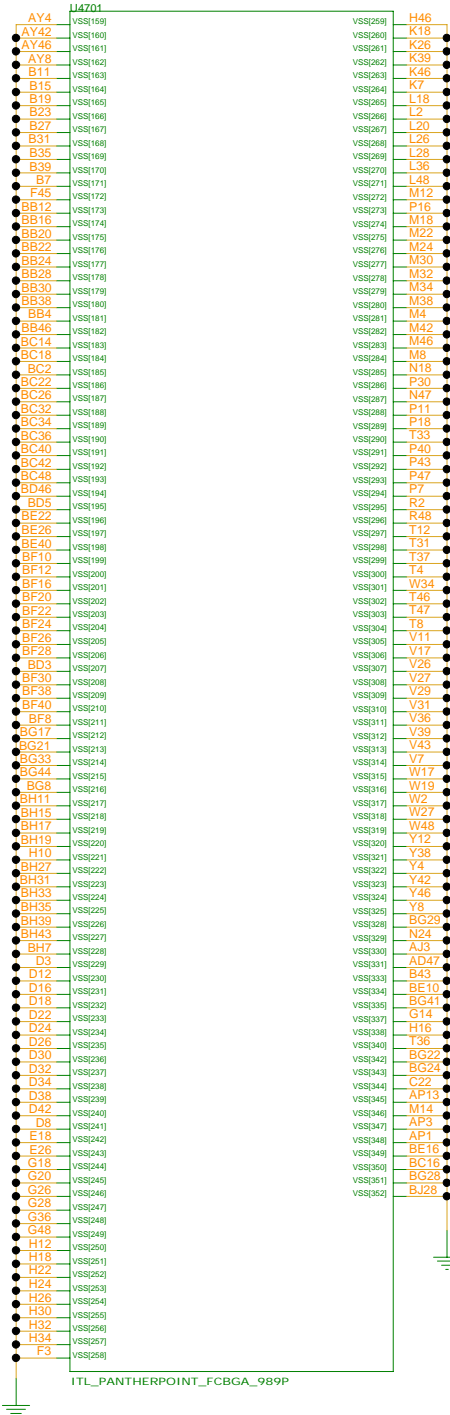 U4701
AY4 VSS[159]
AY42 VSS[160]
AY46 VSS[161]
AY8 VSS[162]
B11 VSS[163]
B15 VSS[164]
B19 VSS[165]
B23 VSS[166]
B27 VSS[167]
B31 VSS[168]
B35 VSS[169]
B39 VSS[170]
B7 VSS[171]
F45 VSS[172]
BB12 VSS[173]
BB16 VSS[174]
BB20 VSS[175]
BB22 VSS[176]
BB24 VSS[177]
BB28 VSS[178]
BB30 VSS[179]
BB38 VSS[180]
BB4 VSS[181]
BB46 VSS[182]
BC14 VSS[183]
BC18 VSS[184]
BC2 VSS[185]
BC22 VSS[186]
BC26 VSS[187]
BC32 VSS[188]
BC34 VSS[189]
BC36 VSS[190]
BC40 VSS[191]
BC42 VSS[192]
BC48 VSS[193]
BD46 VSS[194]
BD5 VSS[195]
BE22 VSS[196]
BE26 VSS[197]
BE40 VSS[198]
BF10 VSS[199]
BF12 VSS[200]
BF16 VSS[201]
BF20 VSS[202]
BF22 VSS[203]
BF24 VSS[204]
BF26 VSS[205]
BF28 VSS[206]
BD3 VSS[207]
BF30 VSS[208]
BF38 VSS[209]
BF40 VSS[210]
BF8 VSS[211]
BG17 VSS[212]
BG21 VSS[213]
BG33 VSS[214]
BG44 VSS[215]
BG8 VSS[216]
BH11 VSS[217]
BH15 VSS[218]
BH17 VSS[219]
BH19 VSS[220]
H10 VSS[221]
BH27 VSS[222]
BH31 VSS[223]
BH33 VSS[224]
BH35 VSS[225]
BH39 VSS[226]
BH43 VSS[227]
BH7 VSS[228]
D3 VSS[229]
D12 VSS[230]
D16 VSS[231]
D18 VSS[232]
D22 VSS[233]
D24 VSS[234]
D26 VSS[235]
D30 VSS[236]
D32 VSS[237]
D34 VSS[238]
D38 VSS[239]
D42 VSS[240]
D8 VSS[241]
E18 VSS[242]
E26 VSS[243]
G18 VSS[244]
G20 VSS[245]
G26 VSS[246]
G28 VSS[247]
G36 VSS[248]
G48 VSS[249]
H12 VSS[250]
H18 VSS[251]
H22 VSS[252]
H24 VSS[253]
H26 VSS[254]
H30 VSS[255]
H32 VSS[256]
H34 VSS[257]
F3 VSS[258]
VSS[259] H46
VSS[260] K18
VSS[261] K26
VSS[262] K39
VSS[263] K46
VSS[264] K7
VSS[265] L18
VSS[266] L2
VSS[267] L20
VSS[268] L26
VSS[269] L28
VSS[270] L36
VSS[271] L48
VSS[272] M12
VSS[273] P16
VSS[274] M18
VSS[275] M22
VSS[276] M24
VSS[277] M30
VSS[278] M32
VSS[279] M34
VSS[280] M38
VSS[281] M4
VSS[282] M42
VSS[283] M46
VSS[284] M8
VSS[285] N18
VSS[286] P30
VSS[287] N47
VSS[288] P11
VSS[289] P18
VSS[290] T33
VSS[291] P40
VSS[292] P43
VSS[293] P47
VSS[294] P7
VSS[295] R2
VSS[296] R48
VSS[297] T12
VSS[298] T31
VSS[299] T37
VSS[300] T4
VSS[301] W34
VSS[302] T46
VSS[303] T47
VSS[304] T8
VSS[305] V11
VSS[306] V17
VSS[307] V26
VSS[308] V27
VSS[309] V29
VSS[310] V31
VSS[311] V36
VSS[312] V39
VSS[313] V43
VSS[314] V7
VSS[315] W17
VSS[316] W19
VSS[317] W2
VSS[318] W27
VSS[319] W48
VSS[320] Y12
VSS[321] Y38
VSS[322] Y4
VSS[323] Y42
VSS[324] Y46
VSS[325] Y8
VSS[328] BG29
VSS[329] N24
VSS[330] AJ3
VSS[331] AD47
VSS[333] B43
VSS[334] BE10
VSS[335] BG41
VSS[337] G14
VSS[338] H16
VSS[340] T36
VSS[342] BG22
VSS[343] BG24
VSS[344] C22
VSS[345] AP13
VSS[346] M14
VSS[347] AP3
VSS[348] AP1
VSS[349] BE16
VSS[350] BC16
VSS[351] BG28
VSS[352] BJ28
ITL_PANTHERPOINT_FCBGA_989P